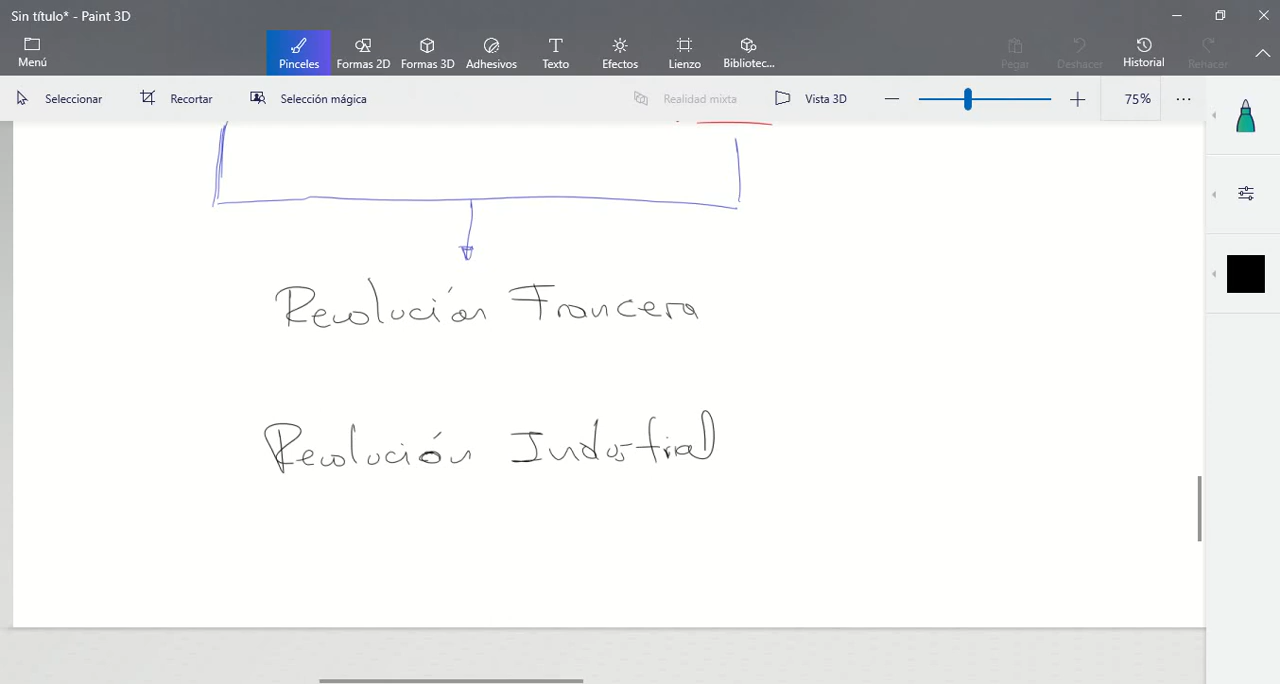 Sin título* - Paint 3D
Menú
Pinceles
Formas 2D
Formas 3D
Adhesivos
Texto
Efectos
Lienzo
Bibliotec...
Pegar
Deshacer
Historial
Rehacer
Seleccionar
Recortar
Selección mágica
Realidad mixta
Vista 3D
75%
Revolución Francesa
Revolución Industrial